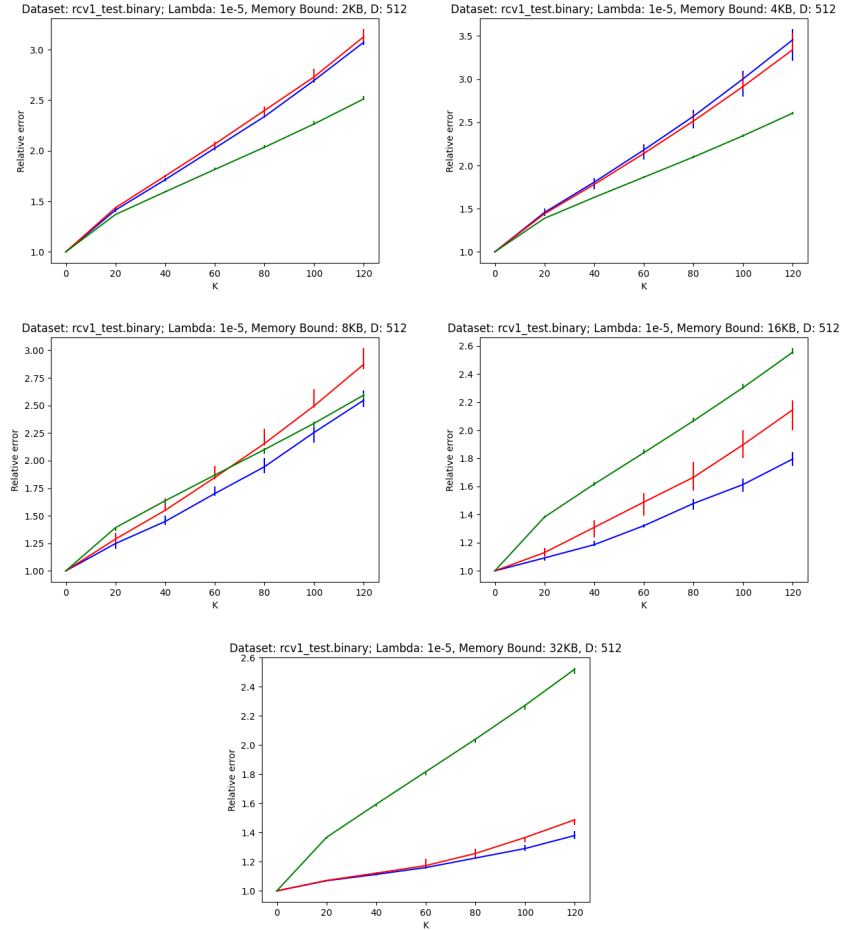 Dataset: rcv1_test.binary; Lambda: 1e-5, Memory Bound: 2KB, D: 512
3.0
2.5
2.0
1.5
1.0
Relative error
0 20 40 60 80 100 120
K
Dataset: rcv1_test.binary; Lambda: 1e-5, Memory Bound: 4KB, D: 512
3.5
3.0
2.5
2.0
1.5
1.0
Relative error
0 20 40 60 80 100 120
K
Dataset: rcv1_test.binary; Lambda: 1e-5, Memory Bound: 8KB, D: 512
3.00
2.75
2.50
2.25
2.00
1.75
1.50
1.25
1.00
Relative error
0 20 40 60 80 100 120
K
Dataset: rcv1_test.binary; Lambda: 1e-5, Memory Bound: 16KB, D: 512
2.6
2.4
2.2
2.0
1.8
1.6
1.4
1.2
1.0
Relative error
0 20 40 60 80 100 120
K
Dataset: rcv1_test.binary; Lambda: 1e-5, Memory Bound: 32KB, D: 512
2.6
2.4
2.2
2.0
1.8
1.6
1.4
1.2
1.0
Relative error
0 20 40 60 80 100 120
K